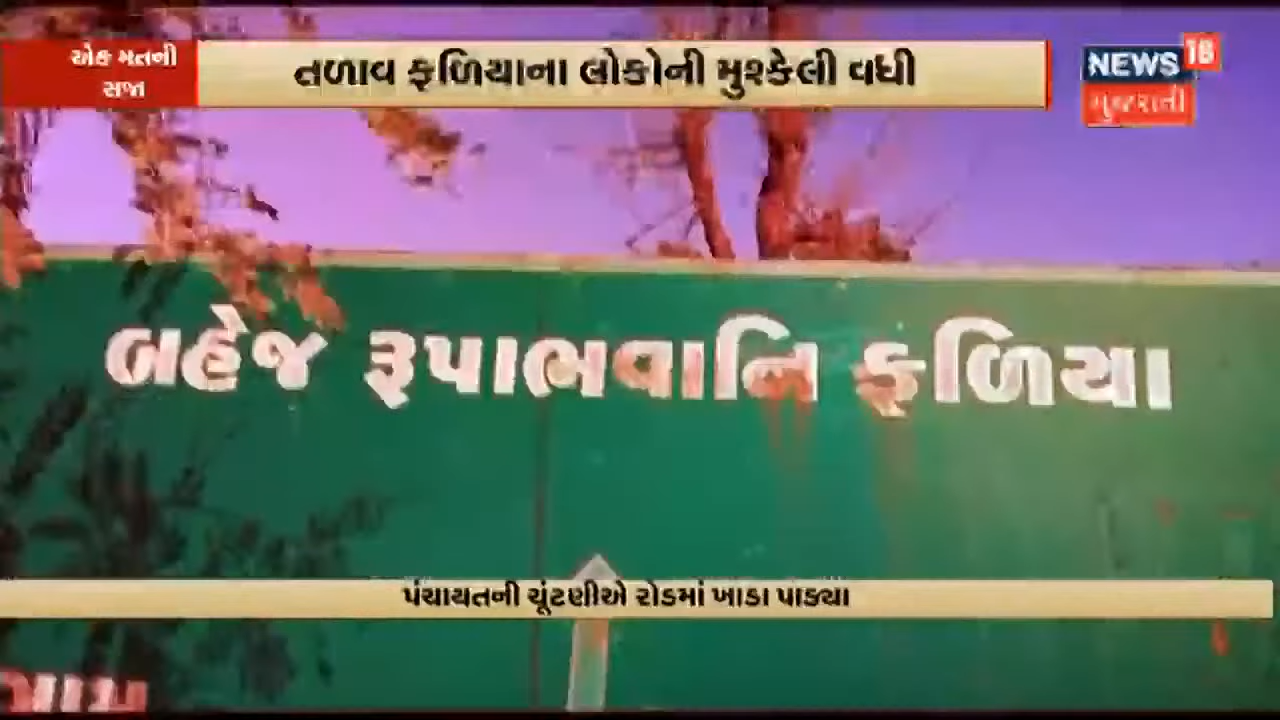 એક મતની
સજા
તળાવ ફળિયાના લોકોની મુશ્કેલી વધી
NEWS 18
ગુજરાતી
બહેજ રૂપાભવાનિ ફળિયા
પંચાયતની ચૂંટણીએ રોડમાં ખાડા પાડ્યા